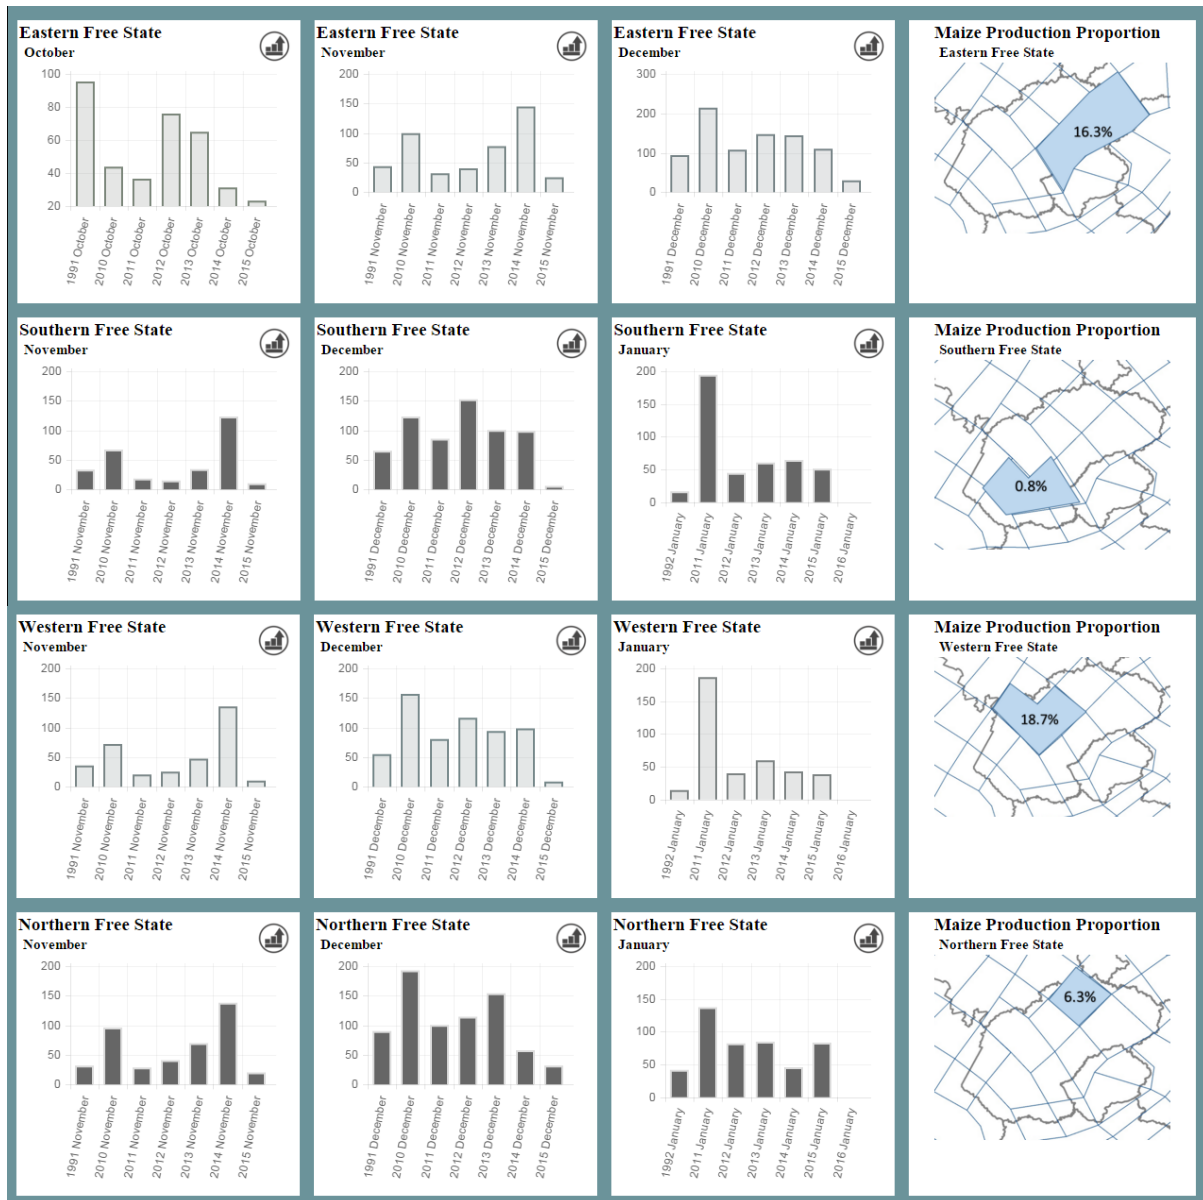 Eastern Free State
October
100
80
60
40
20
1991 October
2010 October
2011 October
2012 October
2013 October
2014 October
2015 October
Eastern Free State
November
200
150
100
50
0
1991 November
2010 November
2011 November
2012 November
2013 November
2014 November
2015 November
Eastern Free State
December
300
200
100
0
1991 December
2010 December
2011 December
2012 December
2013 December
2014 December
2015 December
Maize Production Proportion
Eastern Free State
16.3%
Southern Free State
November
200
150
100
50
0
1991 November
2010 November
2011 November
2012 November
2013 November
2014 November
2015 November
Southern Free State
December
200
150
100
50
0
1991 December
2010 December
2011 December
2012 December
2013 December
2014 December
2015 December
Southern Free State
January
200
150
100
50
0
1992 January
2011 January
2012 January
2013 January
2014 January
2015 January
2016 January
Maize Production Proportion
Southern Free State
0.8%
Western Free State
November
200
150
100
50
0
1991 November
2010 November
2011 November
2012 November
2013 November
2014 November
2015 November
Western Free State
December
200
150
100
50
0
1991 December
2010 December
2011 December
2012 December
2013 December
2014 December
2015 December
Western Free State
January
200
150
100
50
0
1992 January
2011 January
2012 January
2013 January
2014 January
2015 January
2016 January
Maize Production Proportion
Western Free State
18.7%
Northern Free State
November
200
150
100
50
0
1991 November
2010 November
2011 November
2012 November
2013 November
2014 November
2015 November
Northern Free State
December
200
150
100
50
0
1991 December
2010 December
2011 December
2012 December
2013 December
2014 December
2015 December
Northern Free State
January
200
150
100
50
0
1992 January
2011 January
2012 January
2013 January
2014 January
2015 January
2016 January
Maize Production Proportion
Northern Free State
6.3%